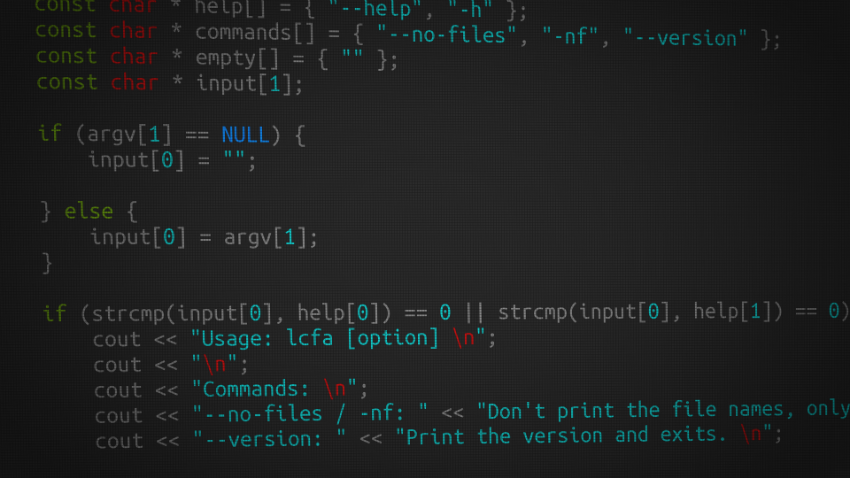 const char * help[] = { "--help", "-h" };
const char * commands[] = { "--no-files", "-nf", "--version" };
const char * empty[] = { "" };
const char * input[1];
if (argv[1] == NULL) {
input[0] = "";
} else {
input[0] = argv[1];
}
if (strcmp(input[0], help[0]) == 0 || strcmp(input[0], help[1]) == 0)
cout << "Usage: lcfa [option] \n";
cout << "\n";
cout << "Commands: \n";
cout << "--no-files / -nf: " << "Don't print the file names, only
cout << "--version: " << "Print the version and exits. \n";